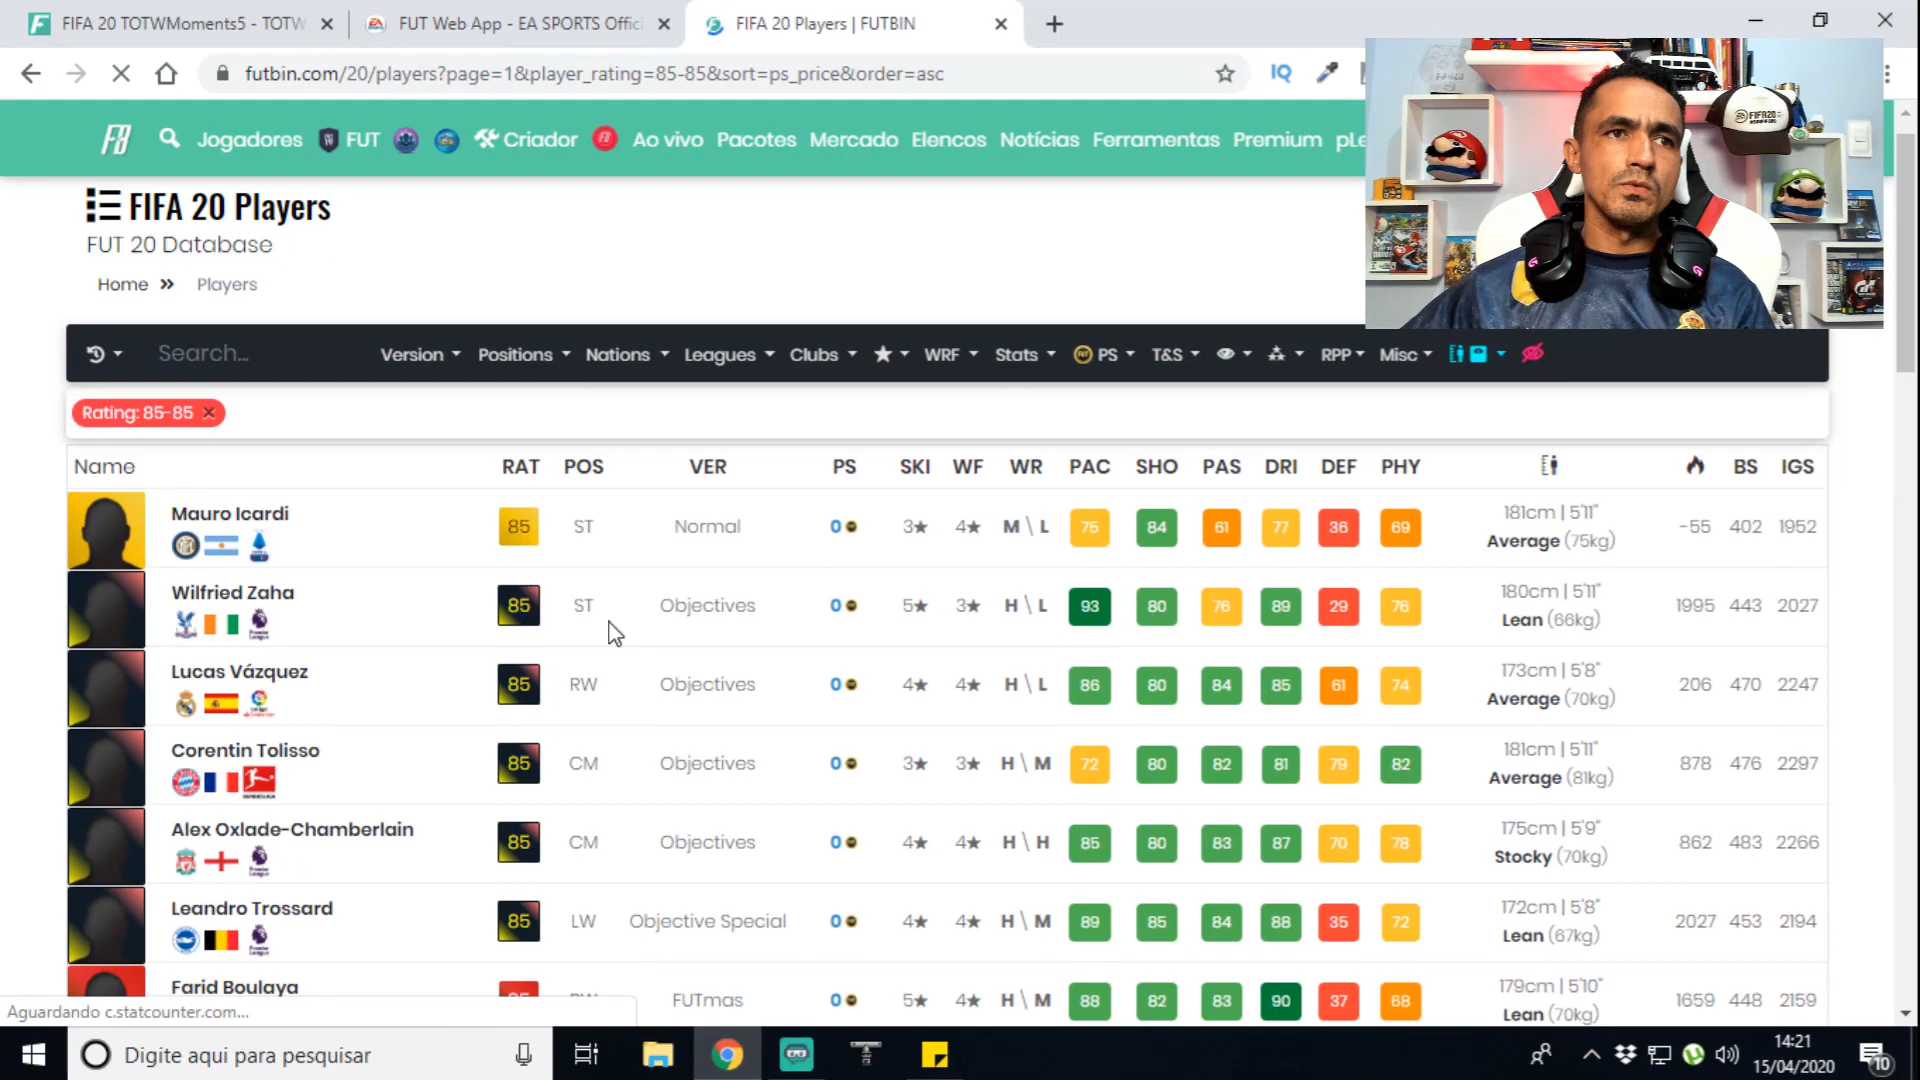 FIFA 20 TOTWMoments5 - TOTW
FUT Web App - EA SPORTS Offici
FIFA 20 Players | FUTBIN
futbin.com/20/players?page=1&player_rating=85-85&sort=ps_price&order=asc
IQ
Jogadores FUT Criador Ao vivo Pacotes Mercado Elencos Notícias Ferramentas Premium pLe
FIFA 20 Players
FUT 20 Database
Home » Players
Search... Version Positions Nations Leagues Clubs WRF Stats PS T&S RPP Misc
Rating: 85-85 ×
Name RAT POS VER PS SKI WF WR PAC SHO PAS DRI DEF PHY BS IGS
Mauro Icardi 85 ST Normal 0 3★ 4★ M \ L 75 84 61 77 36 69 181cm | 5'11" -55 402 1952
Average (75kg)
Wilfried Zaha 85 ST Objectives 0 5★ 3★ H \ L 93 80 76 89 29 76 180cm | 5'11" 1995 443 2027
Lean (66kg)
Lucas Vázquez 85 RW Objectives 0 4★ 4★ H \ L 86 80 84 85 61 74 173cm | 5'8" 206 470 2247
Average (70kg)
Corentin Tolisso 85 CM Objectives 0 3★ 3★ H \ M 72 80 82 81 79 82 181cm | 5'11" 878 476 2297
Average (81kg)
Alex Oxlade-Chamberlain 85 CM Objectives 0 4★ 4★ H \ H 85 80 83 87 70 78 175cm | 5'9" 862 483 2266
Stocky (70kg)
Leandro Trossard 85 LW Objective Special 0 4★ 4★ H \ M 89 85 84 88 35 72 172cm | 5'8" 2027 453 2194
Lean (67kg)
Farid Boulaya 85 RW FUTmas 0 5★ 4★ H \ M 88 82 83 90 37 68 179cm | 5'10" 1659 448 2159
Lean (70kg)
Aguardando c.statcounter.com...
Digite aqui para pesquisar
14:21
15/04/2020
10